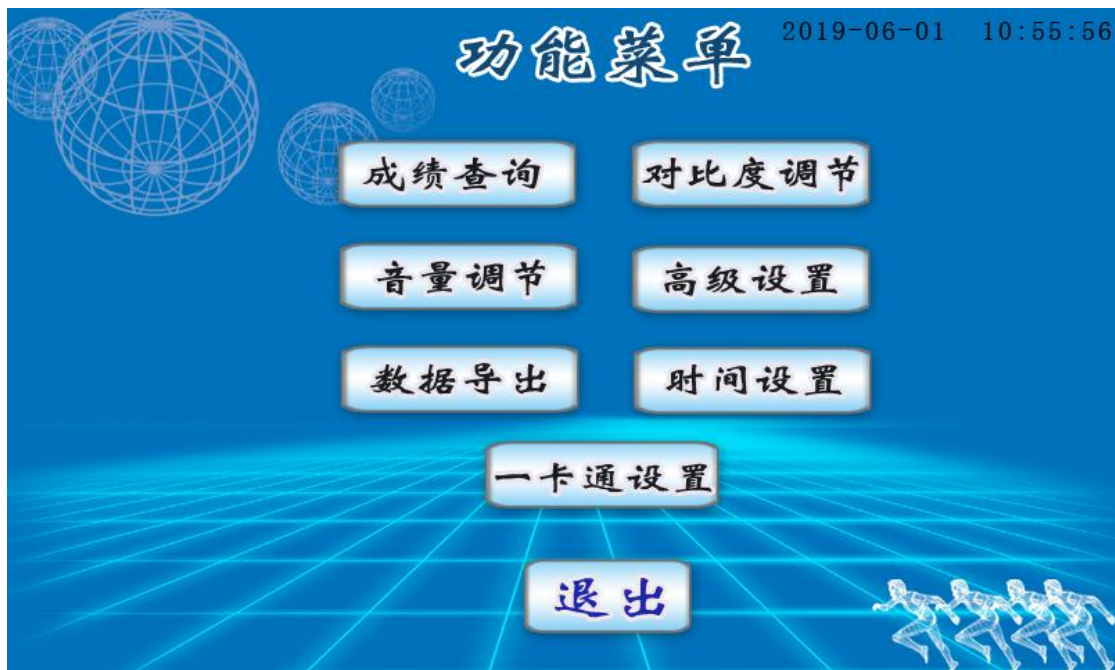 功能菜单
2019-06-01 10:55:56
成绩查询 对比度调节
音量调节 高级设置
数据导出 时间设置
一卡通设置
退出